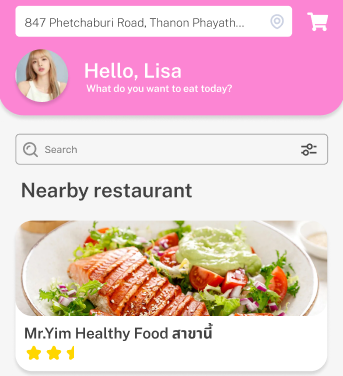 847 Phetchaburi Road, Thanon Phayath...
Hello, Lisa
What do you want to eat today?
Search
Nearby restaurant
Mr.Yim Healthy Food สาขานี้